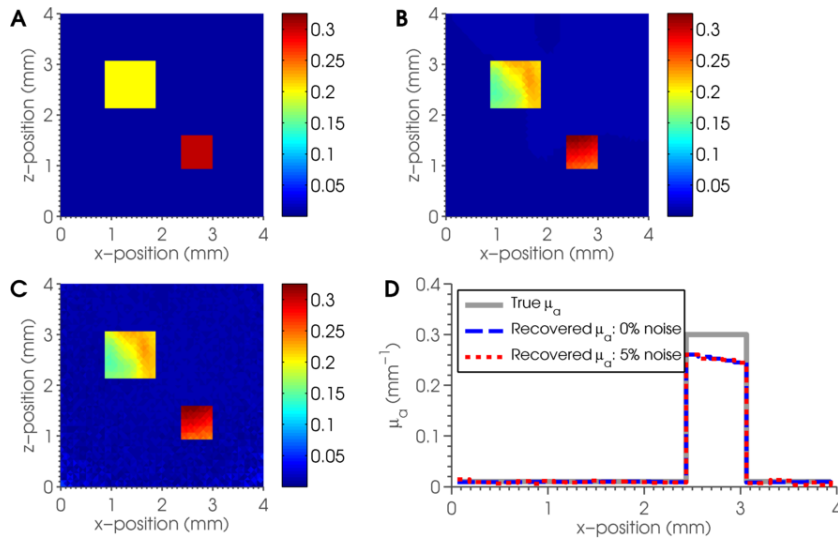 A
4
3
2
1
0
z–position (mm)
0 1 2 3 4
x–position (mm)
0.3
0.25
0.2
0.15
0.1
0.05
B
4
3
2
1
0
z–position (mm)
0 1 2 3 4
x–position (mm)
0.3
0.25
0.2
0.15
0.1
0.05
C
4
3
2
1
0
z–position (mm)
0 1 2 3 4
x–position (mm)
0.3
0.25
0.2
0.15
0.1
0.05
D
0.4
0.3
0.2
0.1
0
μa (mm−1)
True μa
Recovered μa: 0% noise
Recovered μa: 5% noise
0 1 2 3 4
x–position (mm)